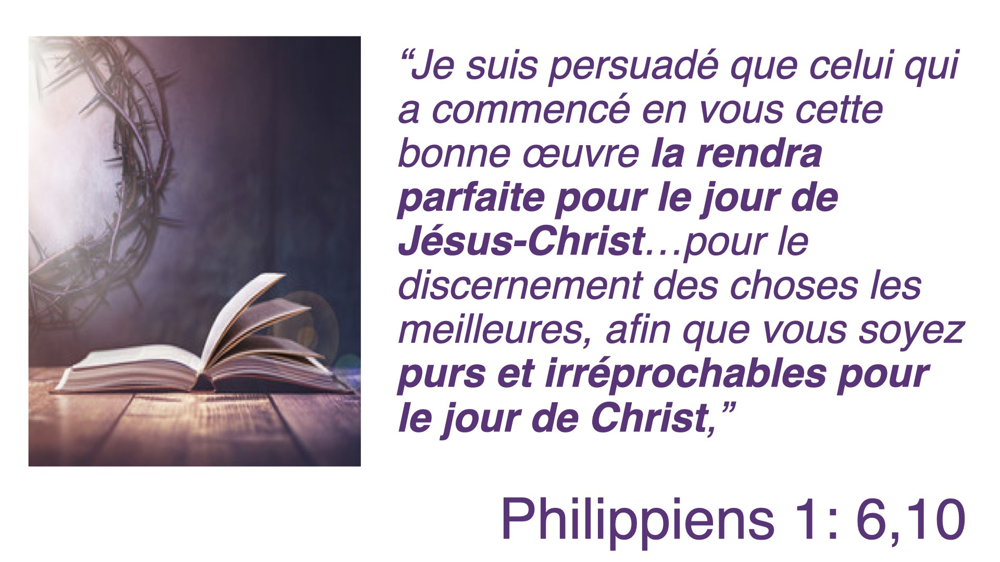 “Je suis persuadé que celui qui
a commencé en vous cette
bonne œuvre la rendra
parfaite pour le jour de
Jésus-Christ…pour le
discernement des choses les
meilleures, afin que vous soyez
purs et irréprochables pour
le jour de Christ,”
Philippiens 1: 6,10